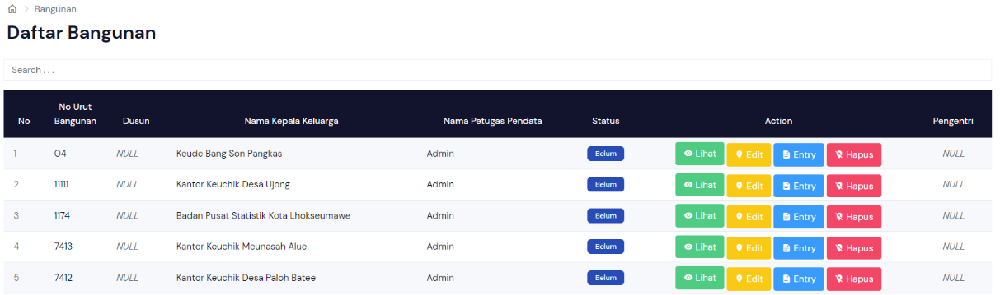 Bangunan
Daftar Bangunan
Search . . .
No No Urut Bangunan Dusun Nama Kepala Keluarga Nama Petugas Pendata Status Action Pengentri
1 04 NULL Keude Bang Son Pangkas Admin Belum Lihat Edit Entry Hapus NULL
2 11111 NULL Kantor Keuchik Desa Ujong Admin Belum Lihat Edit Entry Hapus NULL
3 1174 NULL Badan Pusat Statistik Kota Lhokseumawe Admin Belum Lihat Edit Entry Hapus NULL
4 7413 NULL Kantor Keuchik Meunasah Alue Admin Belum Lihat Edit Entry Hapus NULL
5 7412 NULL Kantor Keuchik Desa Paloh Batee Admin Belum Lihat Edit Entry Hapus NULL